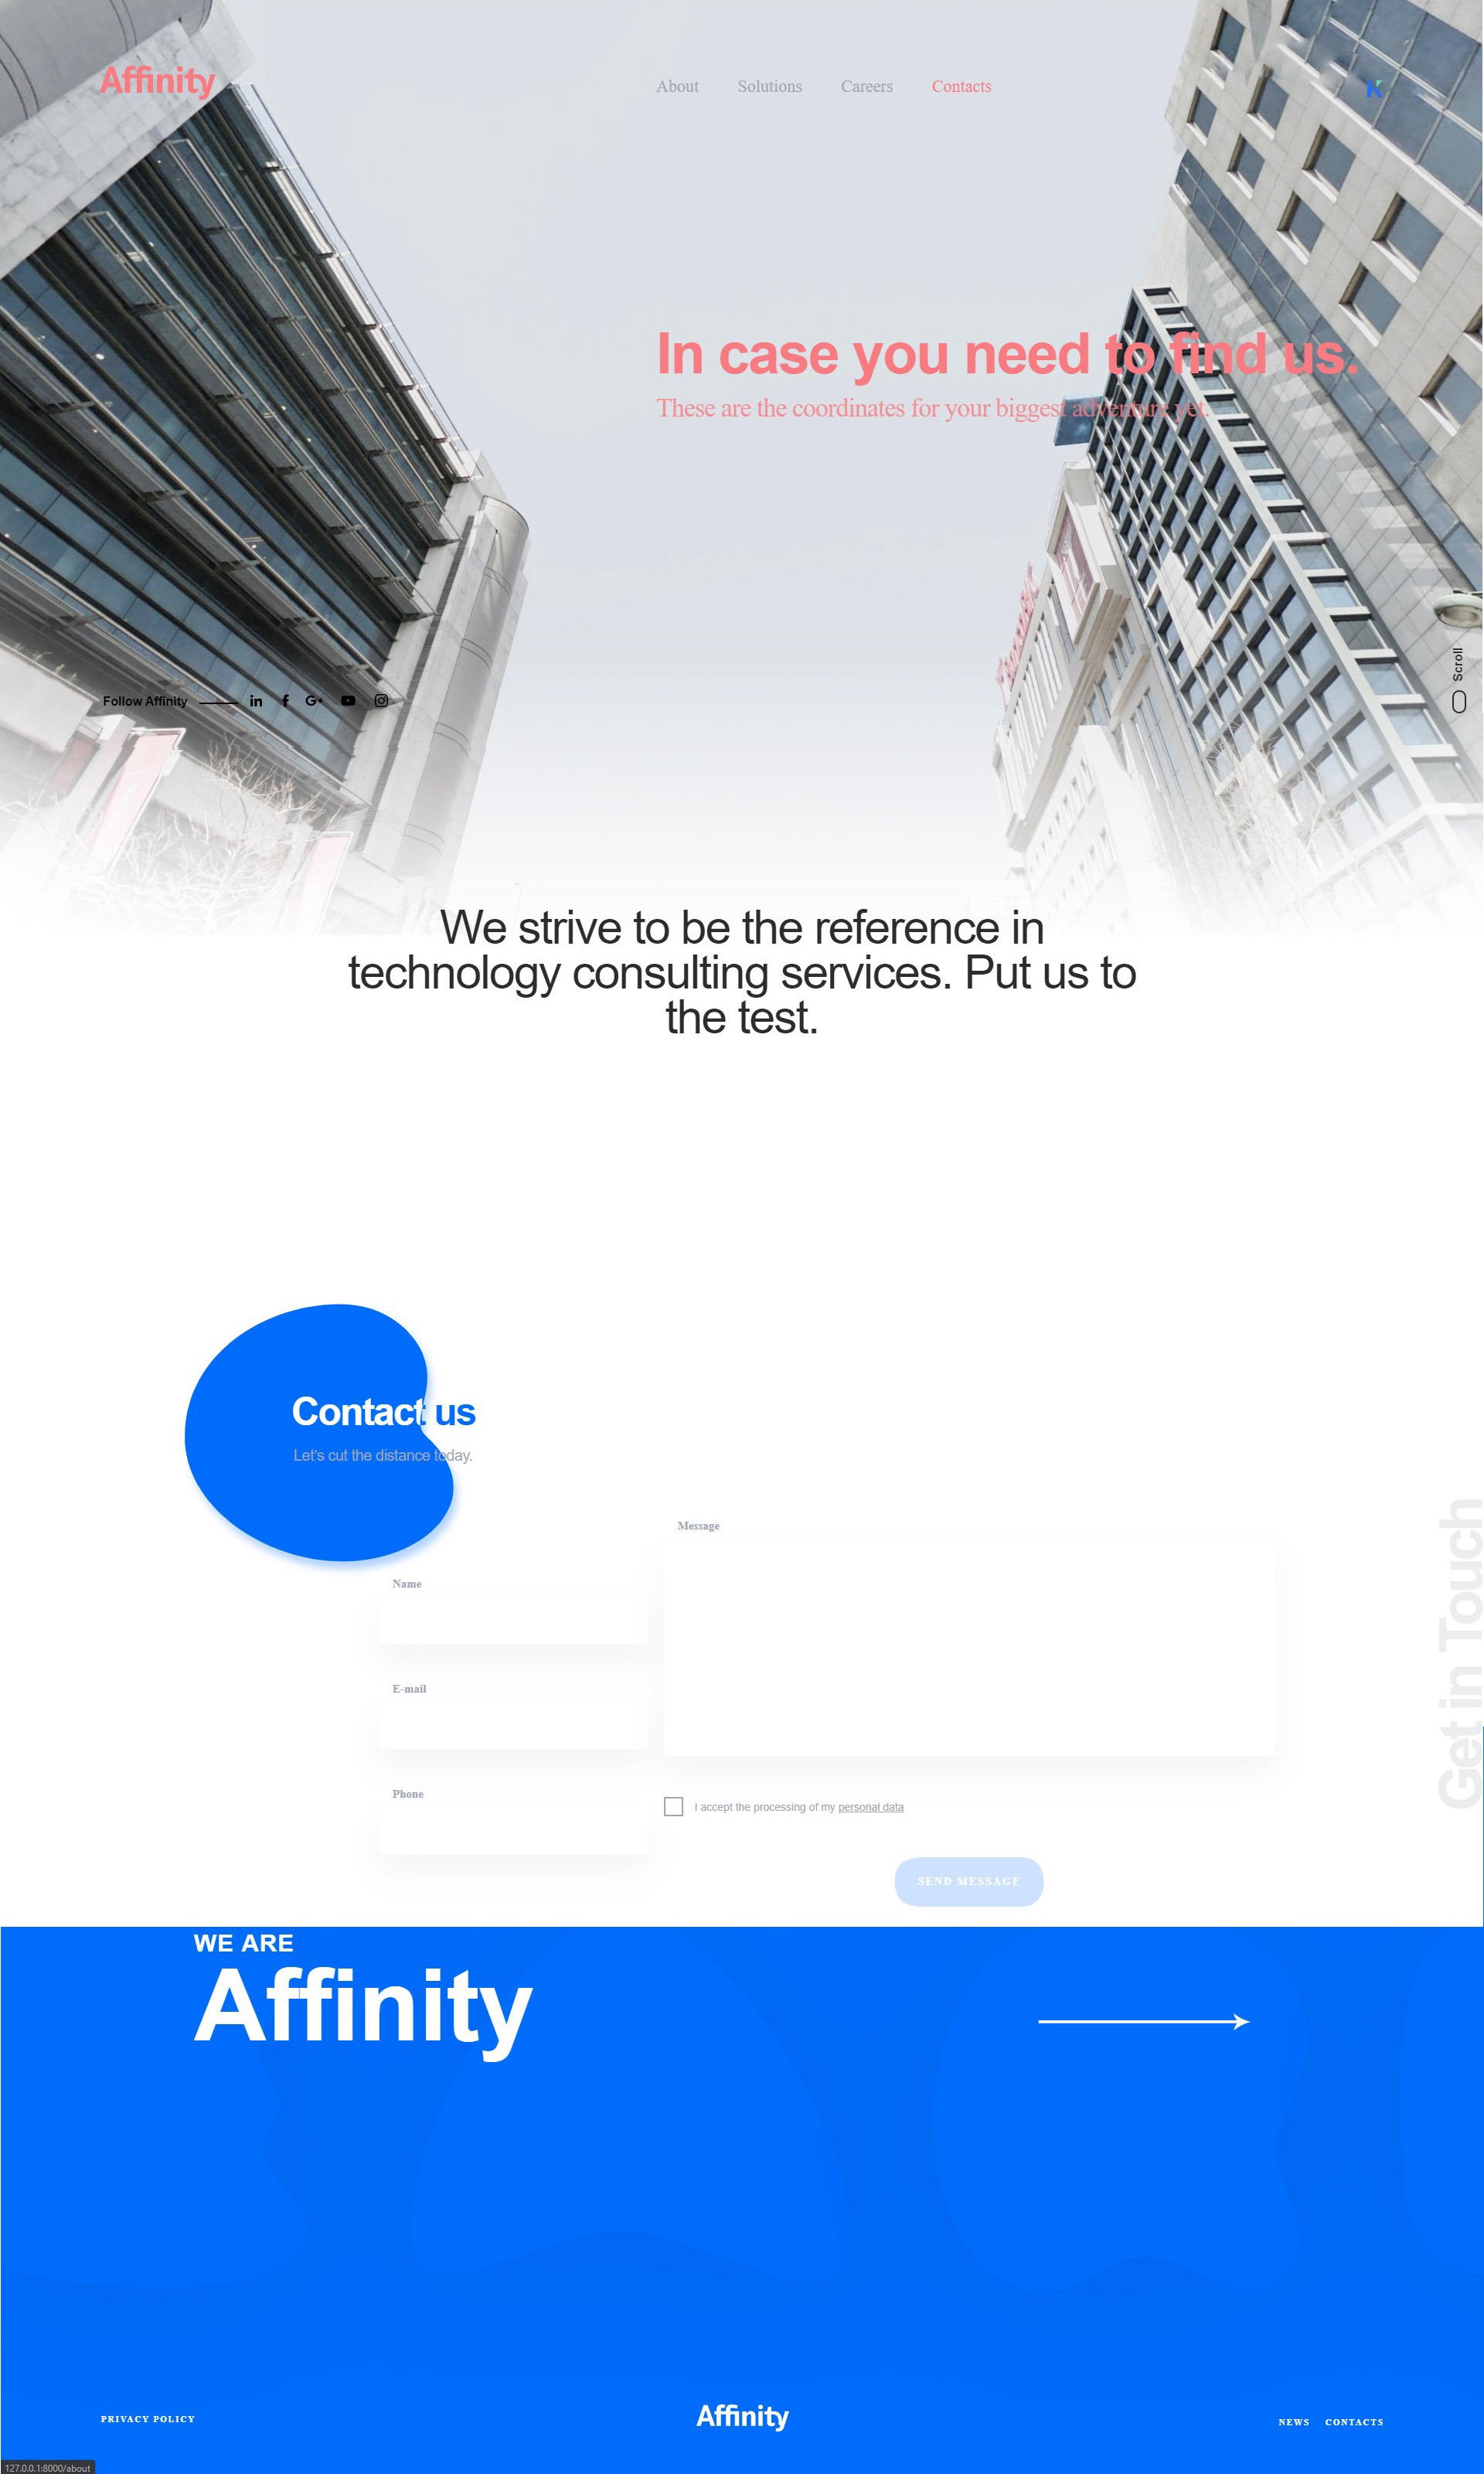 Affinity
About Solutions Careers Contacts
In case you need to find us.
These are the coordinates for your biggest adventure yet.
Scroll
Follow Affinity
We strive to be the reference in
technology consulting services. Put us to
the test.
Contact us
Let's cut the distance today.
Get in Touch
Message
Name
E-mail
Phone
I accept the processing of my personal data
SEND MESSAGE
WE ARE
Affinity
PRIVACY POLICY
Affinity
NEWS CONTACTS
127.0.0.1:8000/about